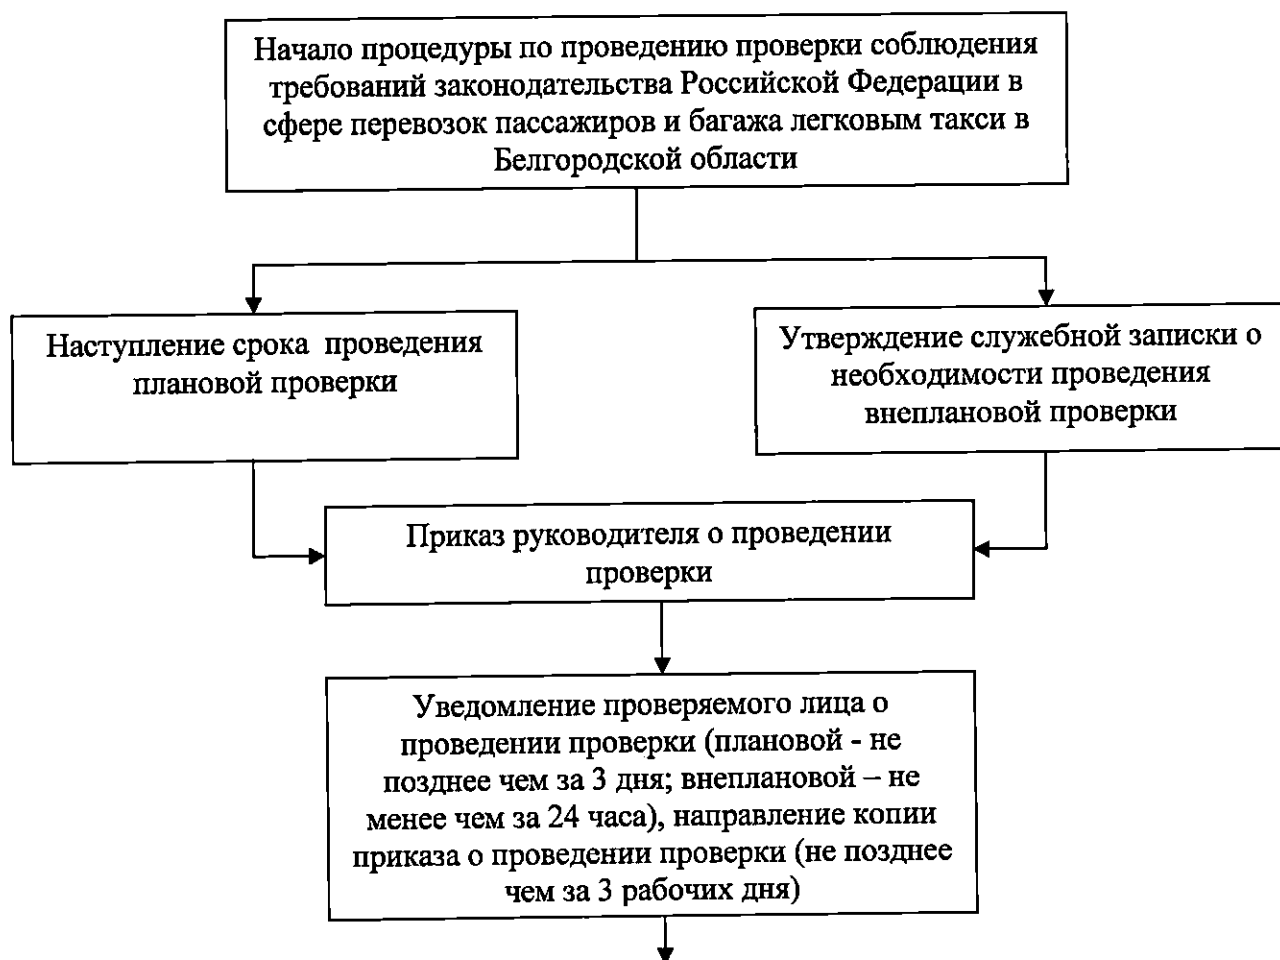 Начало процедуры по проведению проверки соблюдения
требований законодательства Российской Федерации в
сфере перевозок пассажиров и багажа легковым такси в
Белгородской области
Наступление срока проведения
плановой проверки
Утверждение служебной записки о
необходимости проведения
внеплановой проверки
Приказ руководителя о проведении
проверки
Уведомление проверяемого лица о
проведении проверки (плановой - не
позднее чем за 3 дня; внеплановой – не
менее чем за 24 часа), направление копии
приказа о проведении проверки (не позднее
чем за 3 рабочих дня)